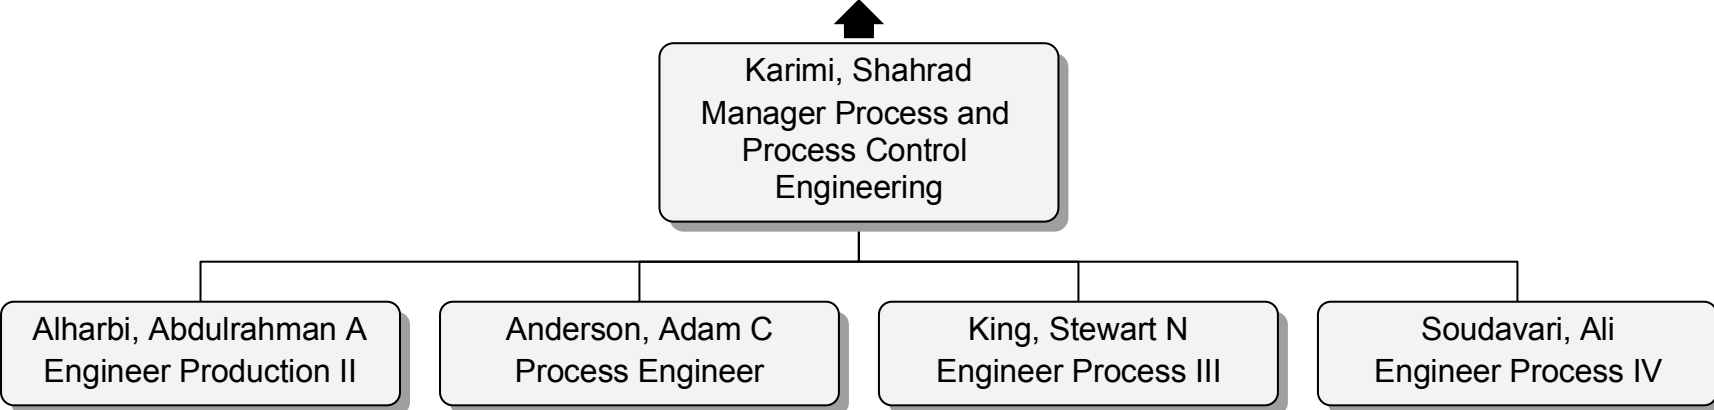 Karimi, Shahrad
Manager Process and
Process Control
Engineering
Alharbi, Abdulrahman A
Engineer Production II
Anderson, Adam C
Process Engineer
King, Stewart N
Engineer Process III
Soudavari, Ali
Engineer Process IV